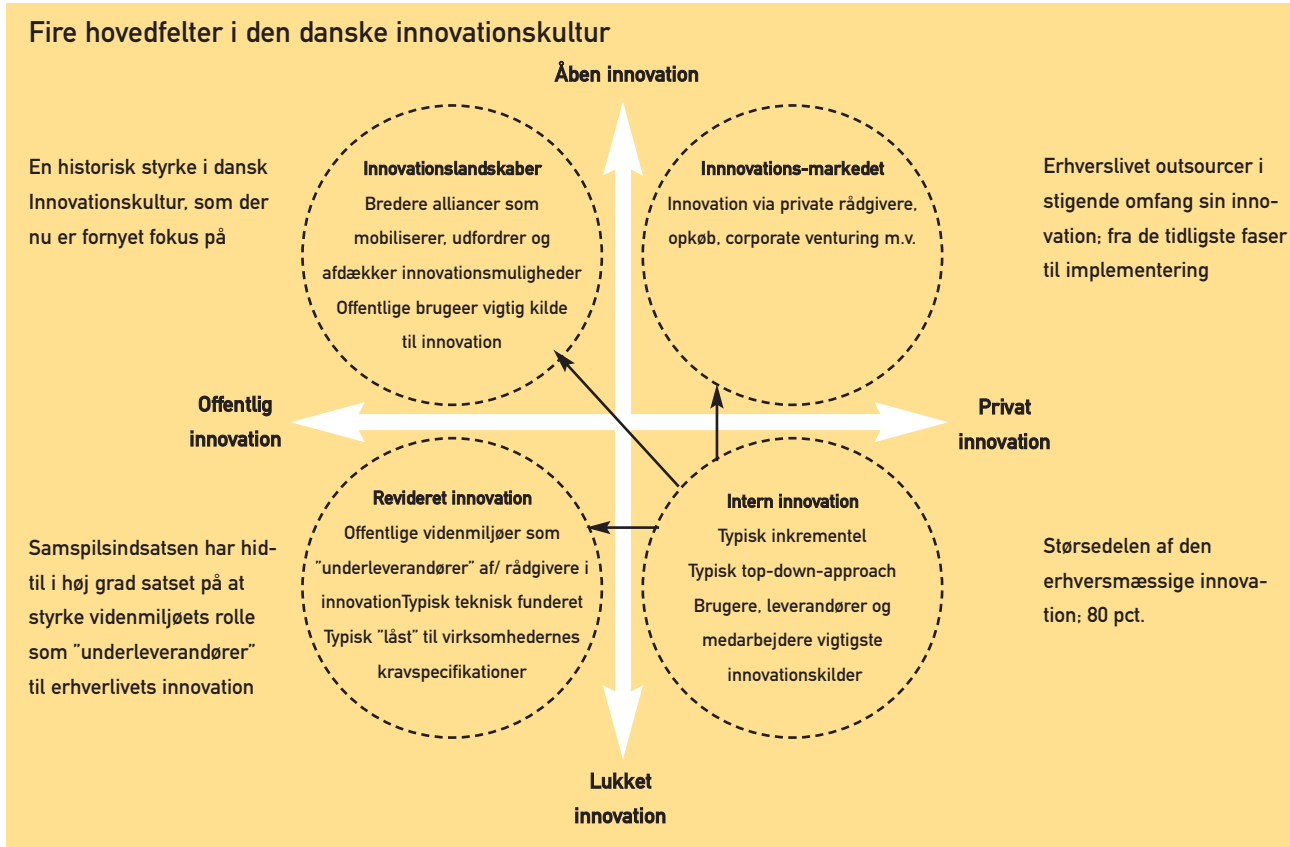 Fire hovedfelter i den danske innovationskultur
Åben innovation
En historisk styrke i dansk
Innovationskultur, som der
nu er fornyet fokus på
Innovationslandskaber
Bredere alliancer som
mobiliserer, udfordrer og
afdækker innovationsmuligheder
Offentlige brugeer vigtig kilde
til innovation
Innnovations-markedet
Innovation via private rådgivere,
opkøb, corporate venturing m.v.
Erhverslivet outsourcer i
stigende omfang sin inno-
vation; fra de tidligste faser
til implementering
Offentlig
innovation
Privat
innovation
Samspilsindsatsen har hid-
til i høj grad satset på at
styrke videnmiljøets rolle
som ”underleverandører”
til erhverlivets innovation
Revideret innovation
Offentlige videnmiljøer som
”underleverandører” af/ rådgivere i
innovationTypisk teknisk funderet
Typisk ”låst” til virksomhedernes
kravspecifikationer
Intern innovation
Typisk inkrementel
Typisk top-down-approach
Brugere, leverandører og
medarbejdere vigtigste
innovationskilder
Størsedelen af den
erhversmæssige innova-
tion; 80 pct.
Lukket
innovation